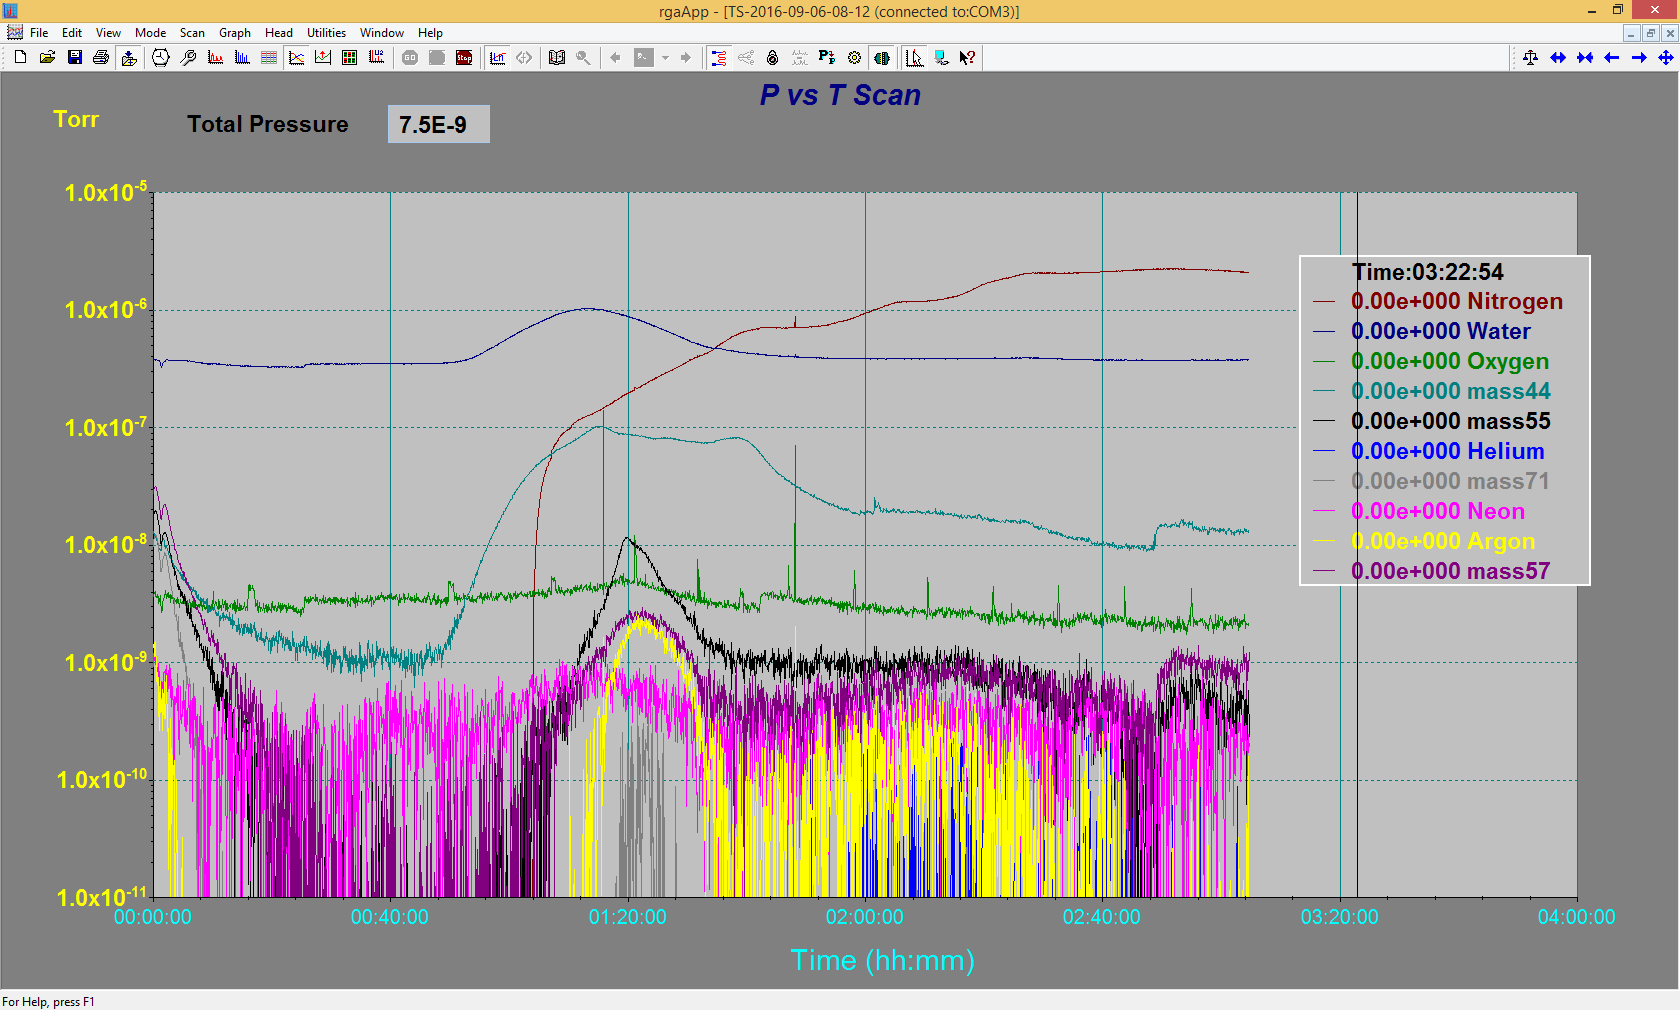 rgaApp - [TS-2016-09-06-08-12 (connected to:COM3)]
File Edit View Mode Scan Graph Head Utilities Window Help
GO Stop
P vs T Scan
Torr
Total Pressure 7.5E-9
1.0x10-5
1.0x10-6
1.0x10-7
1.0x10-8
1.0x10-9
1.0x10-10
1.0x10-11
Time:03:22:54
0.00e+000 Nitrogen
0.00e+000 Water
0.00e+000 Oxygen
0.00e+000 mass44
0.00e+000 mass55
0.00e+000 Helium
0.00e+000 mass71
0.00e+000 Neon
0.00e+000 Argon
0.00e+000 mass57
00:00:00 00:40:00 01:20:00 02:00:00 02:40:00 03:20:00 04:00:00
Time (hh:mm)
For Help, press F1